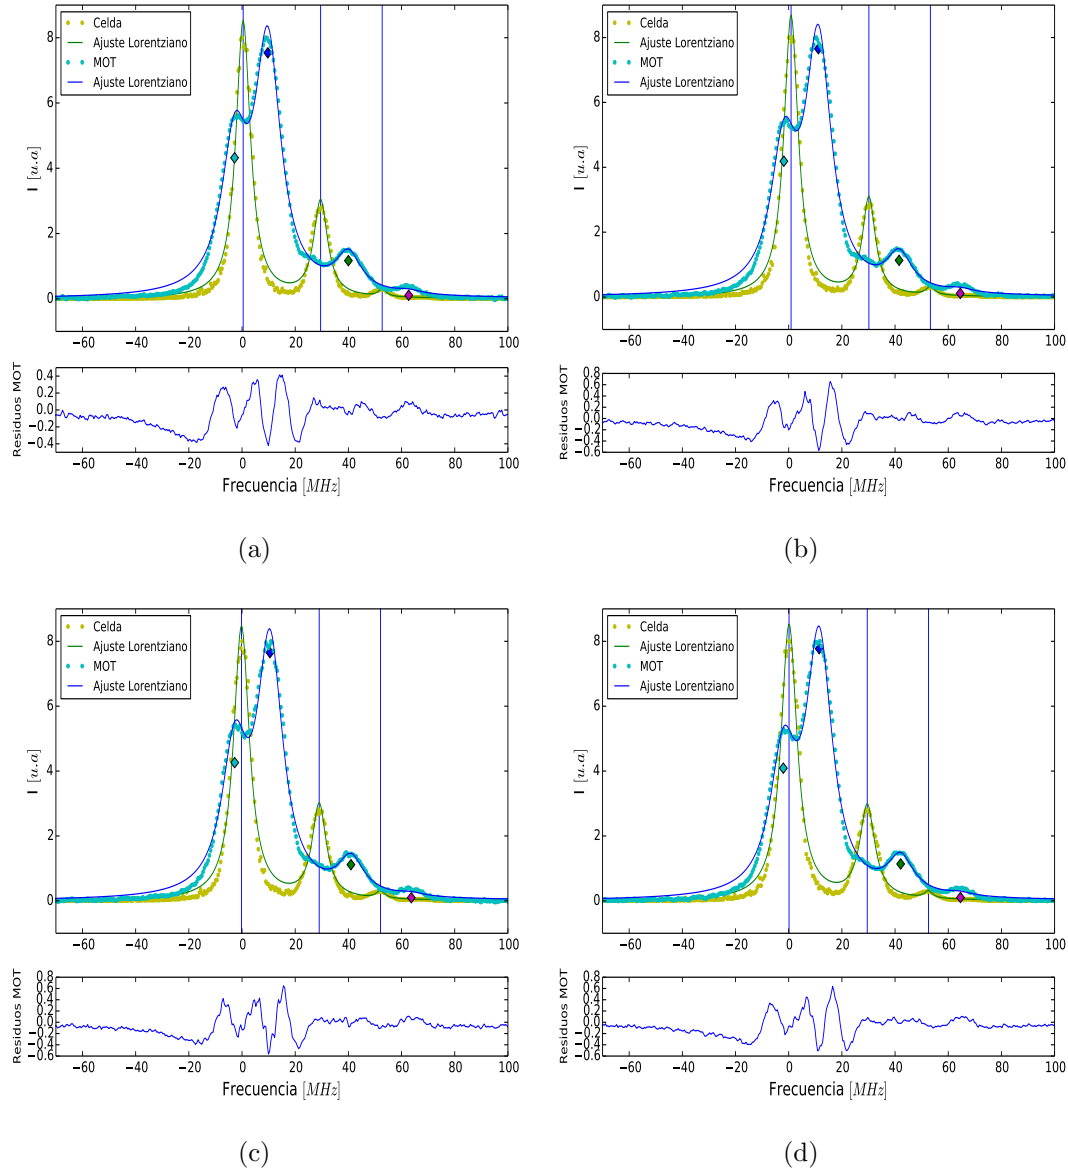 Celda
Ajuste Lorentziano
MOT
Ajuste Lorentziano
I [u.a]
8
6
4
2
0
−60 −40 −20 0 20 40 60 80 100
Residuos MOT
0.4
0.2
0.0
−0.2
−0.4
−60 −40 −20 0 20 40 60 80 100
Frecuencia [MHz]
(a)
Celda
Ajuste Lorentziano
MOT
Ajuste Lorentziano
I [u.a]
8
6
4
2
0
−60 −40 −20 0 20 40 60 80 100
Residuos MOT
0.8
0.6
0.4
0.2
0.0
−0.2
−0.4
−0.6
−60 −40 −20 0 20 40 60 80 100
Frecuencia [MHz]
(b)
Celda
Ajuste Lorentziano
MOT
Ajuste Lorentziano
I [u.a]
8
6
4
2
0
−60 −40 −20 0 20 40 60 80 100
Residuos MOT
0.8
0.6
0.4
0.2
0.0
−0.2
−0.4
−0.6
−60 −40 −20 0 20 40 60 80 100
Frecuencia [MHz]
(c)
Celda
Ajuste Lorentziano
MOT
Ajuste Lorentziano
I [u.a]
8
6
4
2
0
−60 −40 −20 0 20 40 60 80 100
Residuos MOT
0.8
0.6
0.4
0.2
0.0
−0.2
−0.4
−0.6
−60 −40 −20 0 20 40 60 80 100
Frecuencia [MHz]
(d)